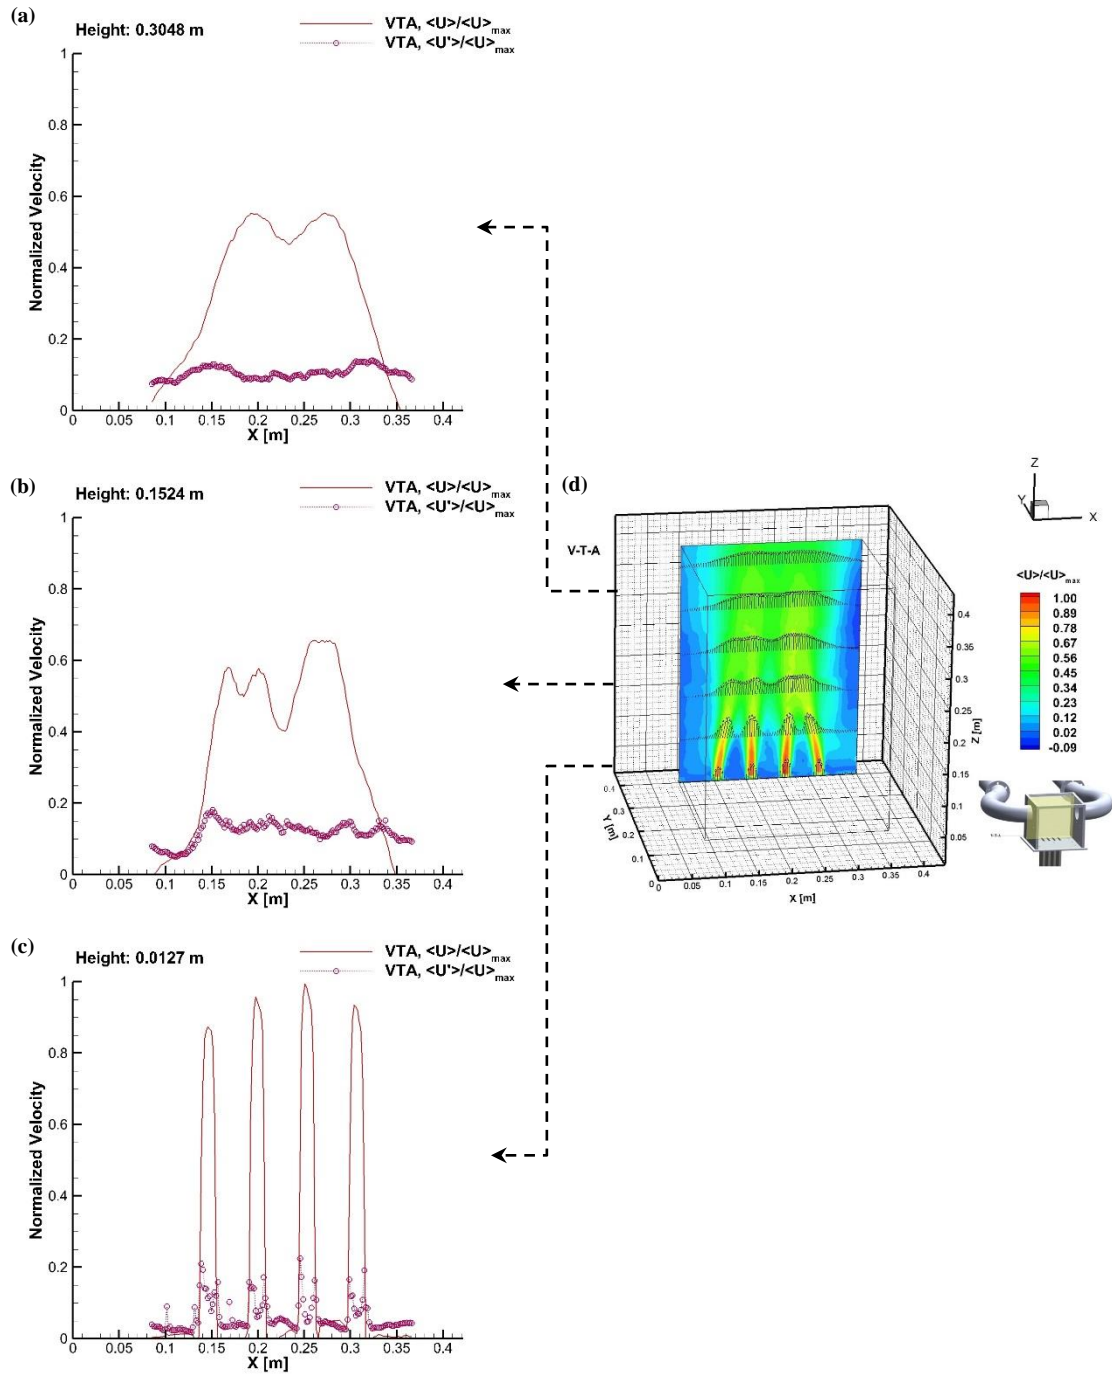 (a)
Height: 0.3048 m
VTA, <U>/<U>max
VTA, <U'>/<U>max
Normalized Velocity
1
0.8
0.6
0.4
0.2
0
0 0.05 0.1 0.15 0.2 0.25 0.3 0.35 0.4
X [m]
(b)
Height: 0.1524 m
VTA, <U>/<U>max
VTA, <U'>/<U>max
Normalized Velocity
1
0.8
0.6
0.4
0.2
0
0 0.05 0.1 0.15 0.2 0.25 0.3 0.35 0.4
X [m]
(c)
Height: 0.0127 m
VTA, <U>/<U>max
VTA, <U'>/<U>max
Normalized Velocity
1
0.8
0.6
0.4
0.2
0
0 0.05 0.1 0.15 0.2 0.25 0.3 0.35 0.4
X [m]
(d)
V-T-A
Z
Y
X
<U>/<U>max
1.00
0.89
0.78
0.67
0.56
0.45
0.34
0.23
0.12
0.02
-0.09
0.4
0.35
0.3
0.25
0.2
0.15
0.1
0.05
Z [m]
0.4
0.3
0.2
0.1
0
Y [m]
0 0.05 0.1 0.15 0.2 0.25 0.3 0.35 0.4
X [m]